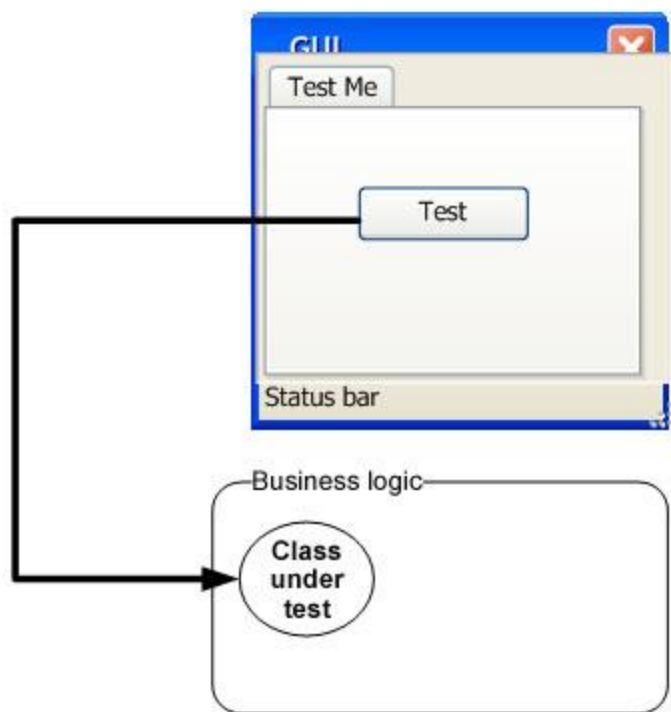 GUI
Test Me
Test
Status bar
Business logic
Class
under
test